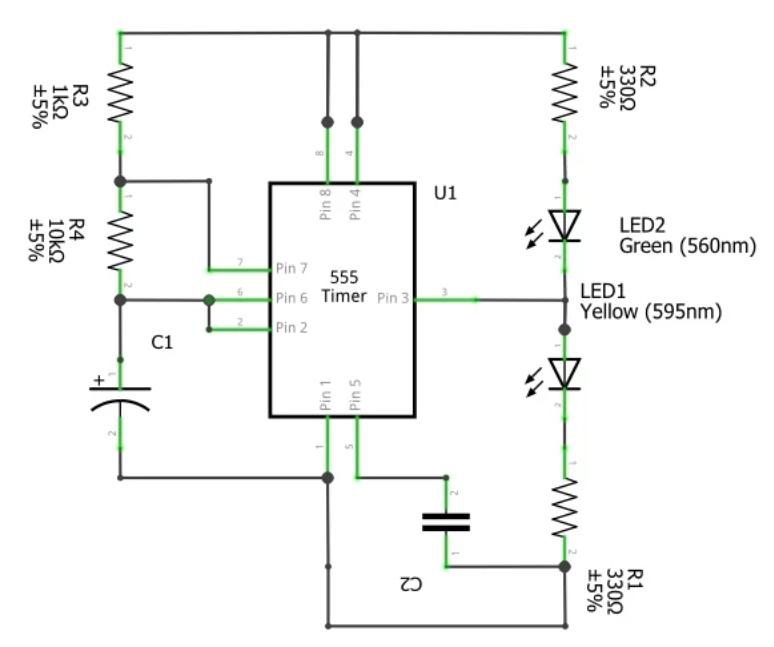 1
1
R3
1kΩ
±5%
R2
330Ω
±5%
2
2
8
4
1
Pin 8
Pin 4
U1
1
R4
10kΩ
±5%
LED2
Green (560nm)
7
Pin 7
2
2
555
Timer
6
Pin 6
Pin 3
3
LED1
Yellow (595nm)
2
Pin 2
C1
1
+
1
Pin 1
Pin 5
2
2
1
5
1
2
1
2
C2
R1
330Ω
±5%